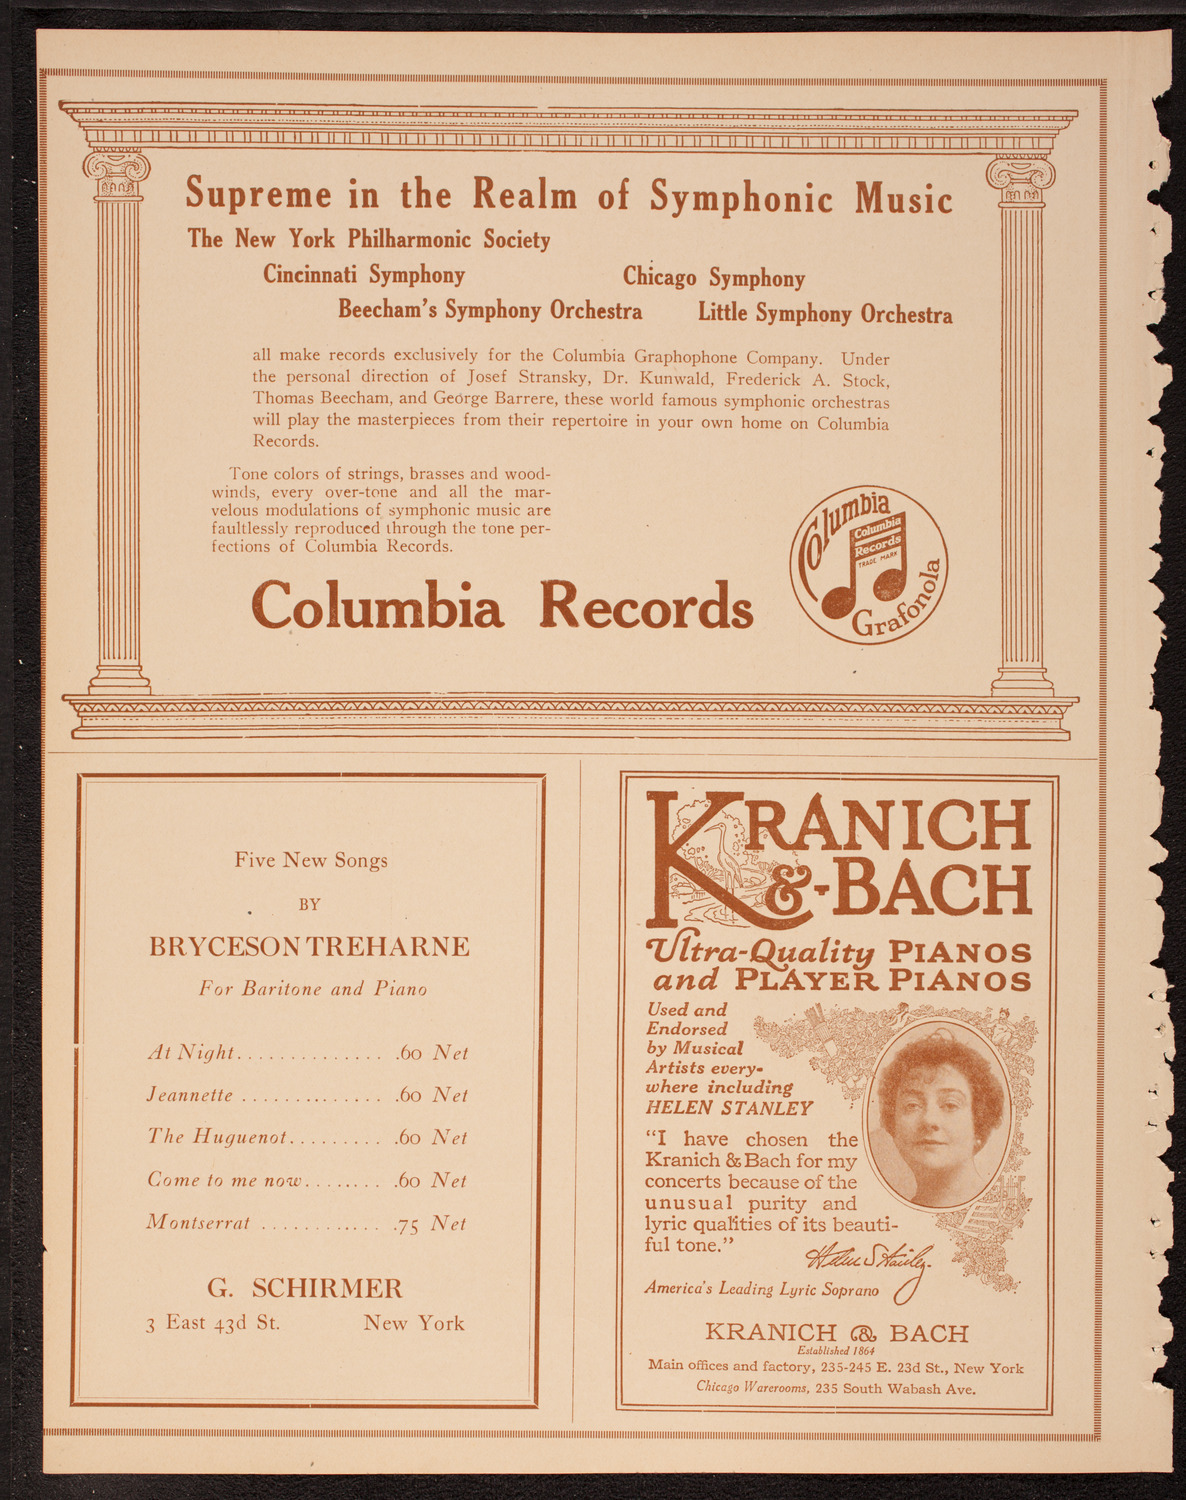 Supreme in the Realm of Symphonic Music
The New York Philharmonic Society
Cincinnati Symphony Chicago Symphony
Beecham's Symphony Orchestra Little Symphony Orchestra
all make records exclusively for the Columbia Graphophone Company. Under
the personal direction of Josef Stransky, Dr. Kunwald, Frederick A. Stock,
Thomas Beecham, and George Barrere, these world famous symphonic orchestras
will play the masterpieces from their repertoire in your own home on Columbia
Records.
Tone colors of strings, brasses and wood-
winds, every over-tone and all the mar-
velous modulations of symphonic music are
faultlessly reproduced through the tone per-
fections of Columbia Records.
Columbia Records
Columbia
Columbia
Records
TRADE MARK
Grafonola
Five New Songs
BY
BRYCESON TREHARNE
For Baritone and Piano
At Night.............. .60 Net
Jeannette .............. .60 Net
The Huguenot......... .60 Net
Come to me now........ .60 Net
Montserrat ............ .75 Net
G. SCHIRMER
3 East 43d St. New York
KRANICH
&-BACH
Ultra-Quality PIANOS
and PLAYER PIANOS
Used and
Endorsed
by Musical
Artists every-
where including
HELEN STANLEY
"I have chosen the
Kranich & Bach for my
concerts because of the
unusual purity and
lyric qualities of its beauti-
ful tone."
Helen Stanley.
America's Leading Lyric Soprano
KRANICH & BACH
Established 1864
Main offices and factory, 235-245 E. 23d St., New York
Chicago Warerooms, 235 South Wabash Ave.